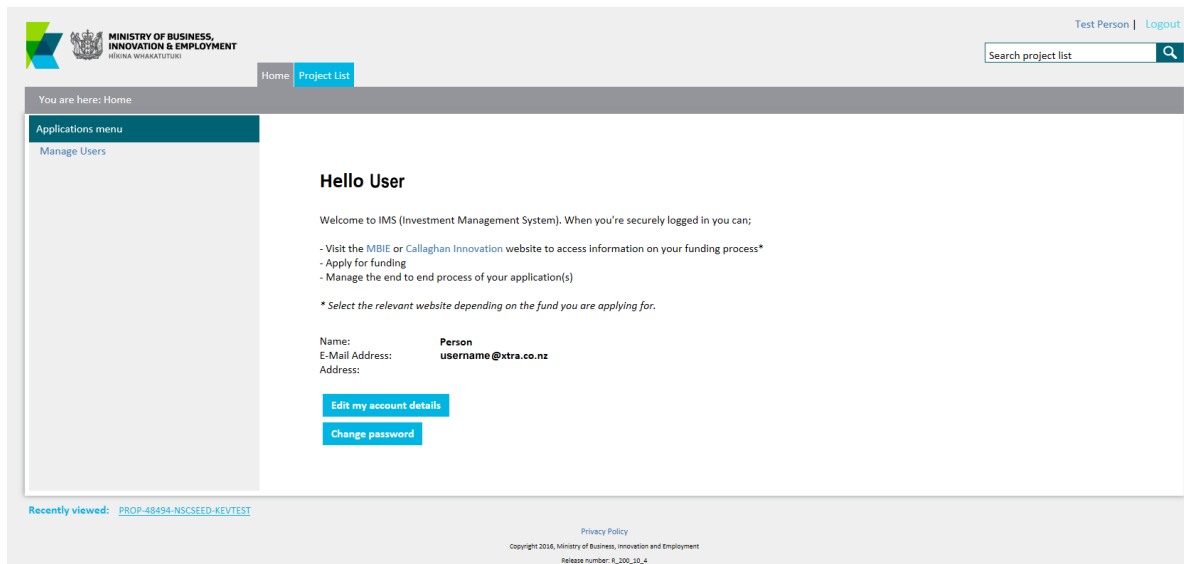 Test Person | Logout
MINISTRY OF BUSINESS,
INNOVATION & EMPLOYMENT
HĪKINA WHAKATUTUKI
Search project list
Home Project List
You are here: Home
Applications menu
Manage Users
Hello User
Welcome to IMS (Investment Management System). When you're securely logged in you can;
- Visit the MBIE or Callaghan Innovation website to access information on your funding process*
- Apply for funding
- Manage the end to end process of your application(s)
* Select the relevant website depending on the fund you are applying for.
Name: Person
E-Mail Address: username@xtra.co.nz
Address:
Edit my account details
Change password
Recently viewed: PROP-48494-NSCSEED-KEVTEST
Privacy Policy
Copyright 2016, Ministry of Business, Innovation and Employment
Release number: R_200_10_4